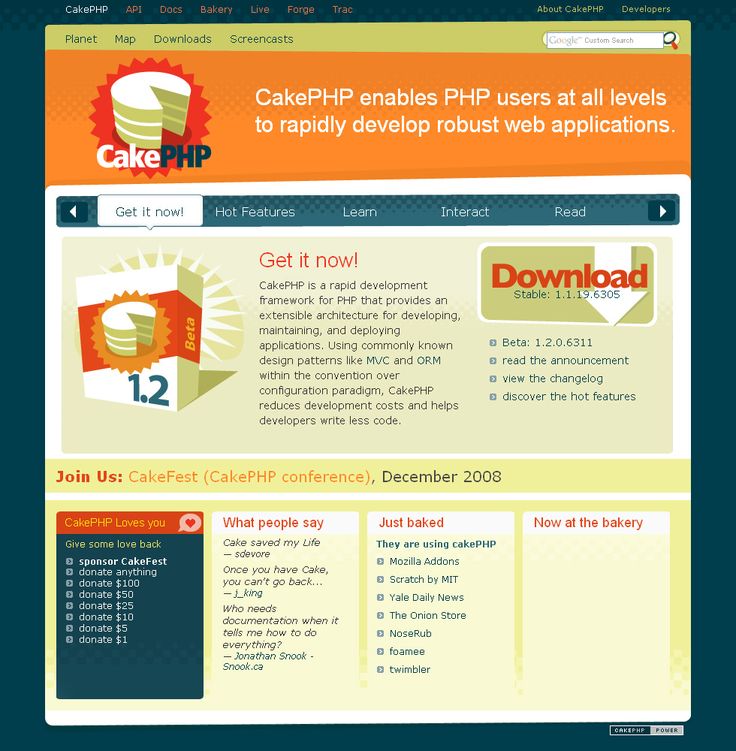 CakePHP API Docs Bakery Live Forge Trac
About CakePHP Developers
Planet Map Downloads Screencasts
Google™ Custom Search
CakePHP
CakePHP enables PHP users at all levels
to rapidly develop robust web applications.
Get it now! Hot Features Learn Interact Read
Beta
1.2
Get it now!
CakePHP is a rapid development
framework for PHP that provides an
extensible architecture for developing,
maintaining, and deploying
applications. Using commonly known
design patterns like MVC and ORM
within the convention over
configuration paradigm, CakePHP
reduces development costs and helps
developers write less code.
Download
Stable: 1.1.19.6305
Beta: 1.2.0.6311
read the announcement
view the changelog
discover the hot features
Join Us: CakeFest (CakePHP conference), December 2008
CakePHP Loves you
Give some love back
sponsor CakeFest
donate anything
donate $100
donate $50
donate $25
donate $10
donate $5
donate $1
What people say
Cake saved my Life
— sdevore
Once you have Cake,
you can't go back...
— j_king
Who needs
documentation when it
tells me how to do
everything?
— Jonathan Snook -
Snook.ca
Just baked
They are using cakePHP
Mozilla Addons
Scratch by MIT
Yale Daily News
The Onion Store
NoseRub
foamee
twimbler
Now at the bakery
CAKEPHP POWER